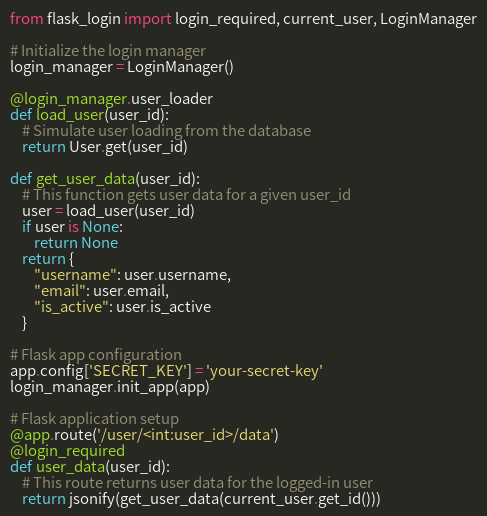 from flask_login import login_required, current_user, LoginManager
# Initialize the login manager
login_manager = LoginManager()
@login_manager.user_loader
def load_user(user_id):
    # Simulate user loading from the database
    return User.get(user_id)
def get_user_data(user_id):
    # This function gets user data for a given user_id
    user = load_user(user_id)
    if user is None:
        return None
    return {
        "username": user.username,
        "email": user.email,
        "is_active": user.is_active
    }
# Flask app configuration
app.config['SECRET_KEY'] = 'your-secret-key'
login_manager.init_app(app)
# Flask application setup
@app.route('/user/<int:user_id>/data')
@login_required
def user_data(user_id):
    # This route returns user data for the logged-in user
    return jsonify(get_user_data(current_user.get_id()))